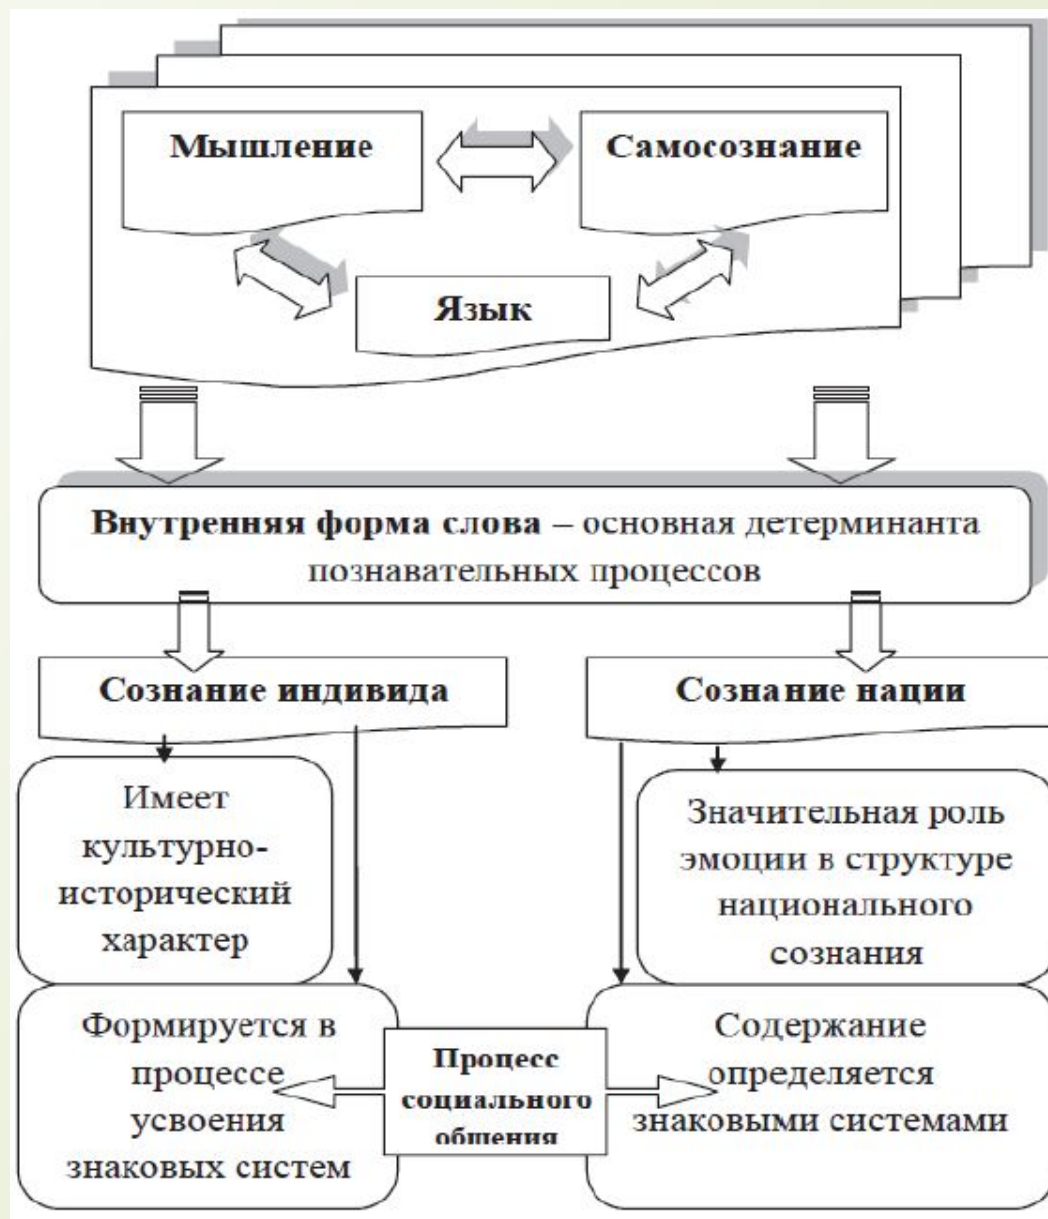 Мышление
Самосознание
Язык
Внутренняя форма слова – основная детерминанта
познавательных процессов
Сознание индивида
Сознание нации
Имеет
культурно-
исторический
характер
Значительная роль
эмоции в структуре
национального
сознания
Формируется в
процессе
усвоения
знаковых систем
Процесс
социального
общения
Содержание
определяется
знаковыми системами